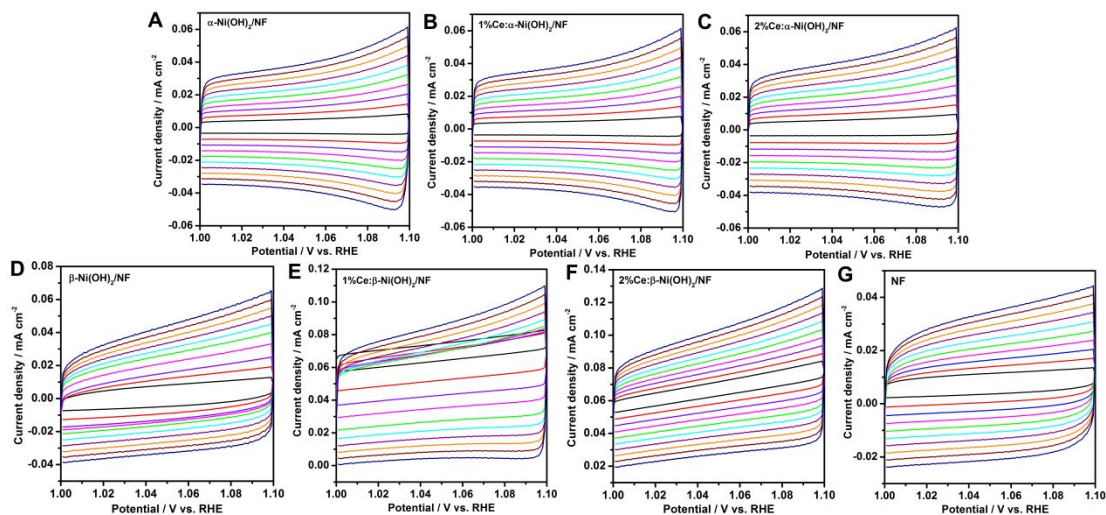 A
α-Ni(OH)2/NF
Current density / mA cm-2
0.06
0.04
0.02
0.00
-0.02
-0.04
-0.06
1.00 1.02 1.04 1.06 1.08 1.10
Potential / V vs. RHE
B
1%Ce:α-Ni(OH)2/NF
Current density / mA cm-2
0.06
0.04
0.02
0.00
-0.02
-0.04
-0.06
1.00 1.02 1.04 1.06 1.08 1.10
Potential / V vs. RHE
C
2%Ce:α-Ni(OH)2/NF
Current density / mA cm-2
0.06
0.04
0.02
0.00
-0.02
-0.04
-0.06
1.00 1.02 1.04 1.06 1.08 1.10
Potential / V vs. RHE
D
β-Ni(OH)2/NF
Current density / mA cm-2
0.08
0.06
0.04
0.02
0.00
-0.02
-0.04
1.00 1.02 1.04 1.06 1.08 1.10
Potential / V vs. RHE
E
1%Ce:β-Ni(OH)2/NF
Current density / mA cm-2
0.12
0.10
0.08
0.06
0.04
0.02
0.00
1.00 1.02 1.04 1.06 1.08 1.10
Potential / V vs. RHE
F
2%Ce:β-Ni(OH)2/NF
Current density / mA cm-2
0.14
0.12
0.10
0.08
0.06
0.04
0.02
1.00 1.02 1.04 1.06 1.08 1.10
Potential / V vs. RHE
G
NF
Current density / mA cm-2
0.04
0.02
0.00
-0.02
1.00 1.02 1.04 1.06 1.08 1.10
Potential / V vs. RHE